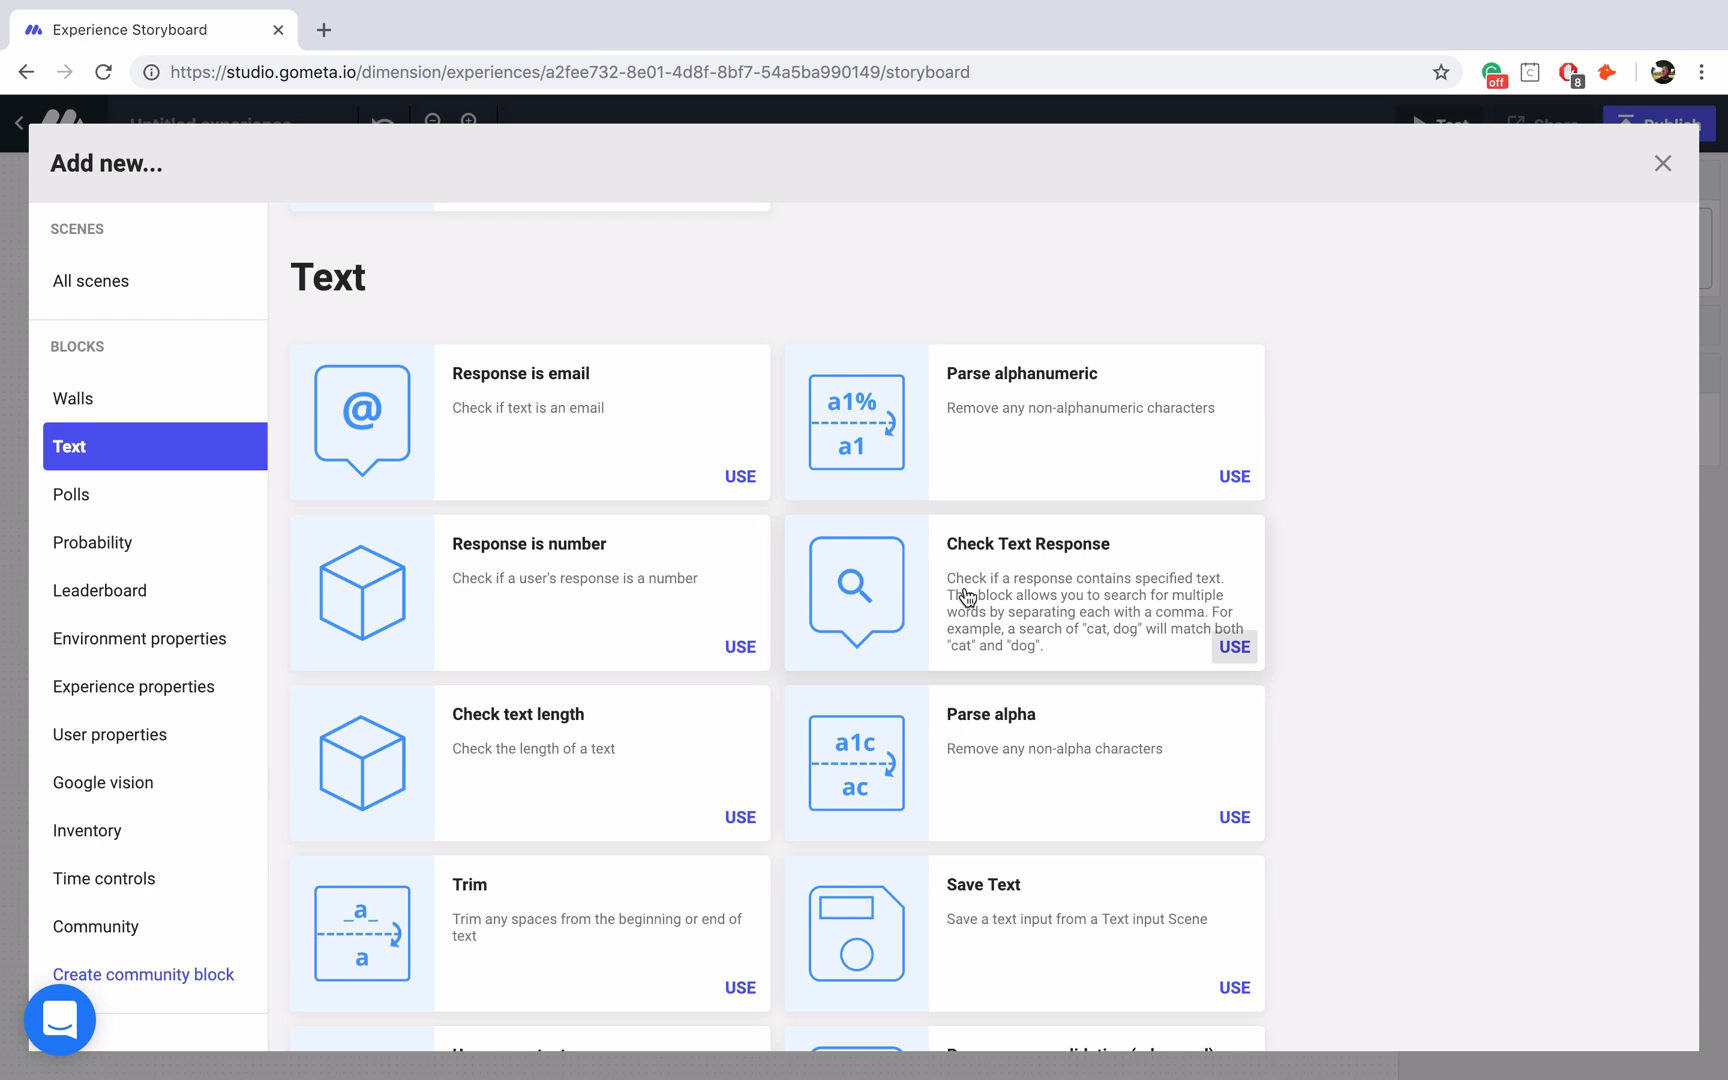 Experience Storyboard
https://studio.gometa.io/dimension/experiences/a2fee732-8e01-4d8f-8bf7-54a5ba990149/storyboard
off
C
8
Untitled experience
Test
Share
Publish
Add new...
SCENES
All scenes
BLOCKS
Walls
Text
Polls
Probability
Leaderboard
Environment properties
Experience properties
User properties
Google vision
Inventory
Time controls
Community
Create community block
Text
@
Response is email
Check if text is an email
USE
a1%
a1
Parse alphanumeric
Remove any non-alphanumeric characters
USE
Response is number
Check if a user's response is a number
USE
Check Text Response
Check if a response contains specified text.
block allows you to search for multiple
words by separating each with a comma. For
example, a search of "cat, dog" will match both
"cat" and "dog".
USE
Check text length
Check the length of a text
USE
a1c
ac
Parse alpha
Remove any non-alpha characters
USE
_a_
a
Trim
Trim any spaces from the beginning or end of
text
USE
Save Text
Save a text input from a Text input Scene
USE